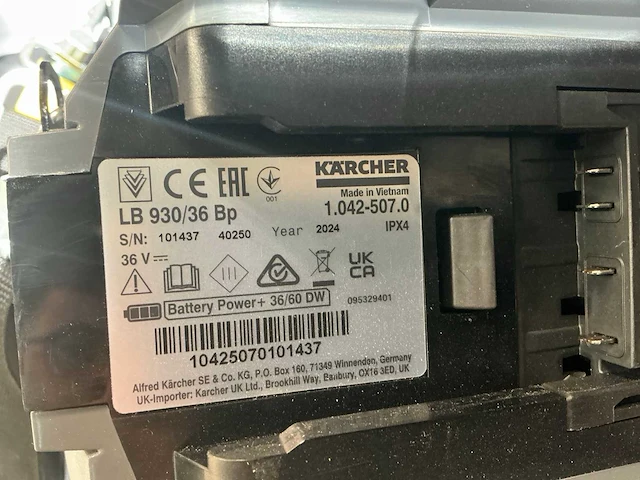 CE EAC 001
KÄRCHER
Made in Vietnam
LB 930/36 Bp 1.042-507.0
S/N: 101437 40250 Year 2024 IPX4
36 V
UK
CA
Battery Power+ 36/60 DW 095329401
10425070101437
Alfred Kärcher SE & Co. KG, P.O. Box 160, 71349 Winnenden, Germany
UK-Importer: Karcher UK Ltd., Brookhill Way, Banbury, OX16 3ED, UK